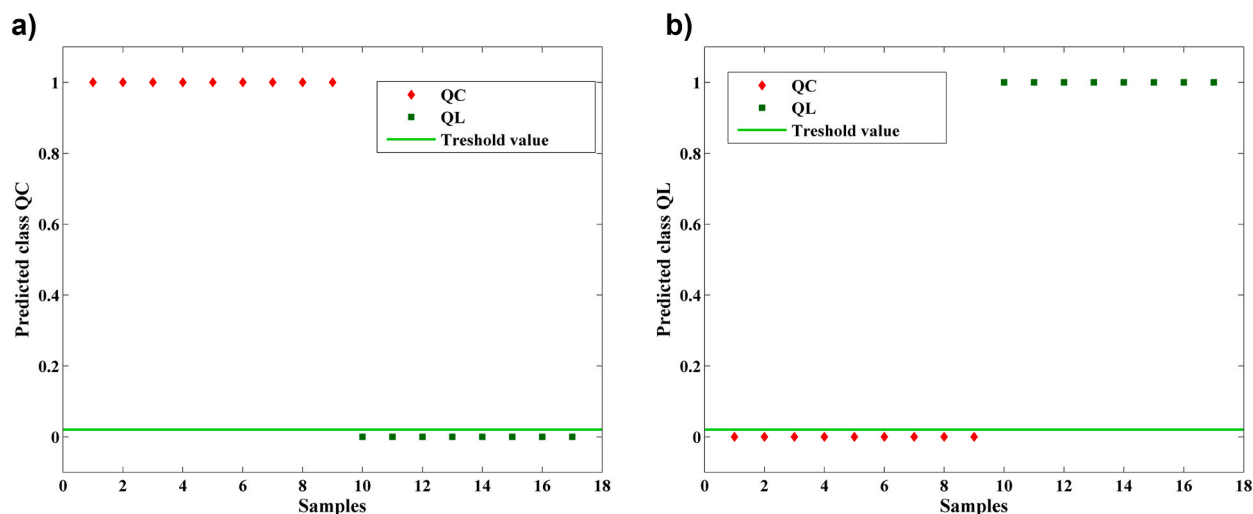 a)
Predicted class QC
1
0.8
0.6
0.4
0.2
0
QC
QL
Treshold value
0 2 4 6 8 10 12 14 16 18
Samples
b)
Predicted class QL
1
0.8
0.6
0.4
0.2
0
QC
QL
Treshold value
0 2 4 6 8 10 12 14 16 18
Samples